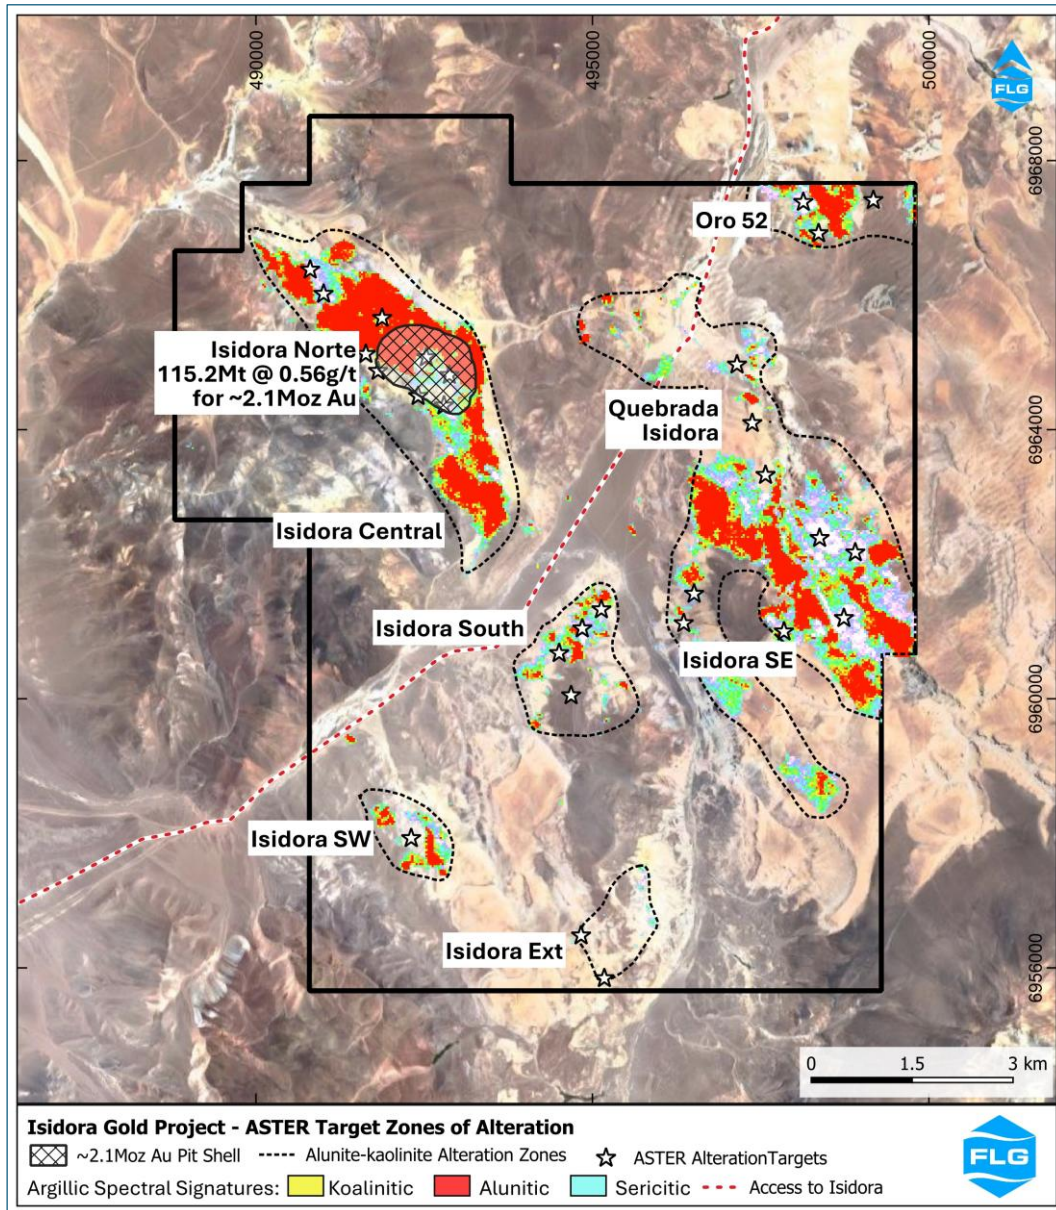 490000
495000
500000
FLG
6968000
Oro 52
Isidora Norte
115.2Mt @ 0.56g/t
for ~2.1Moz Au
6964000
Quebrada
Isidora
Isidora Central
Isidora South
Isidora SE
6960000
Isidora SW
Isidora Ext
6956000
0 1.5 3 km
Isidora Gold Project - ASTER Target Zones of Alteration
~2.1Moz Au Pit Shell Alunite-kaolinite Alteration Zones ASTER AlterationTargets
Argillic Spectral Signatures: Koalinitic Alunitic Sericitic Access to Isidora
FLG